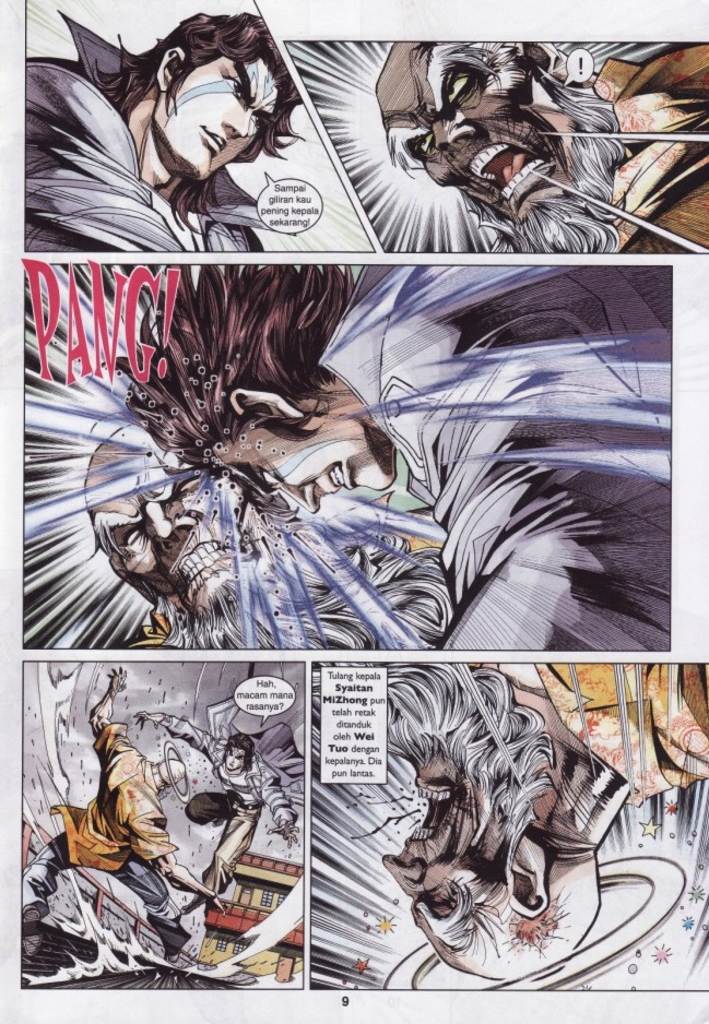 Sampai
giliran kau
pening kepala
sekarang!
!
PANG!
Hah,
macam mana
rasanya?
Tulang kepala
Syaitan
MiZhong pun
telah retak
ditanduk
oleh Wei
Tuo dengan
kepalanya. Dia
pun lantas.
9